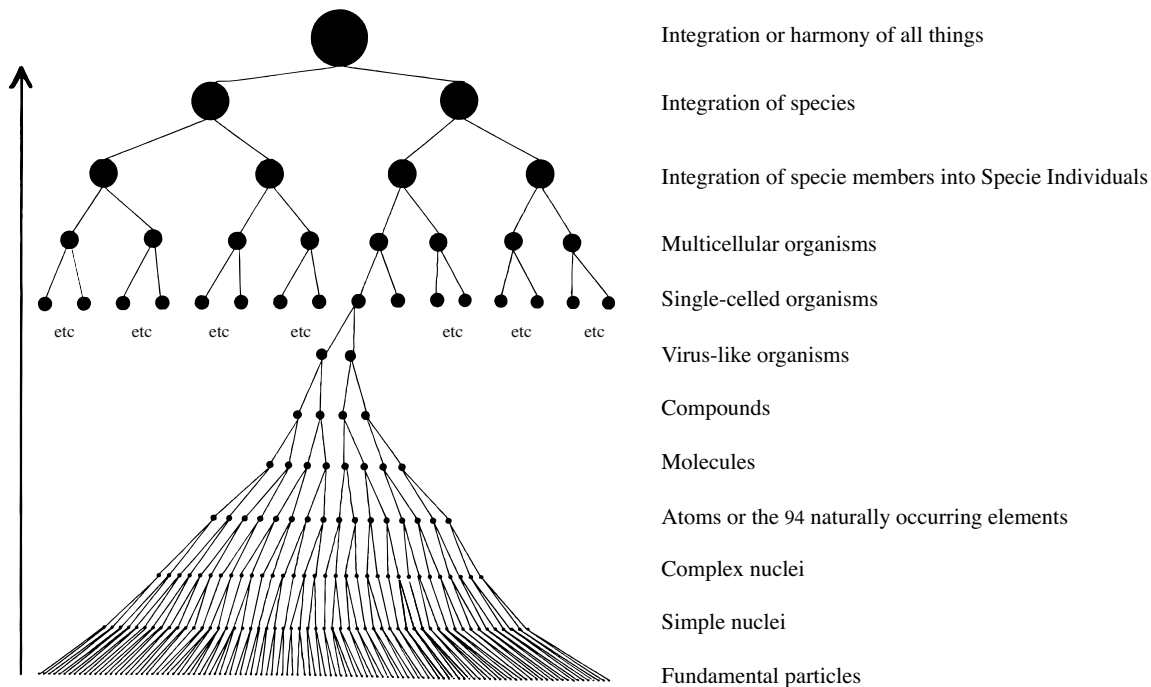 Integration or harmony of all things
Integration of species
Integration of specie members into Specie Individuals
Multicellular organisms
Single-celled organisms
etc etc etc etc etc etc etc
Virus-like organisms
Compounds
Molecules
Atoms or the 94 naturally occurring elements
Complex nuclei
Simple nuclei
Fundamental particles